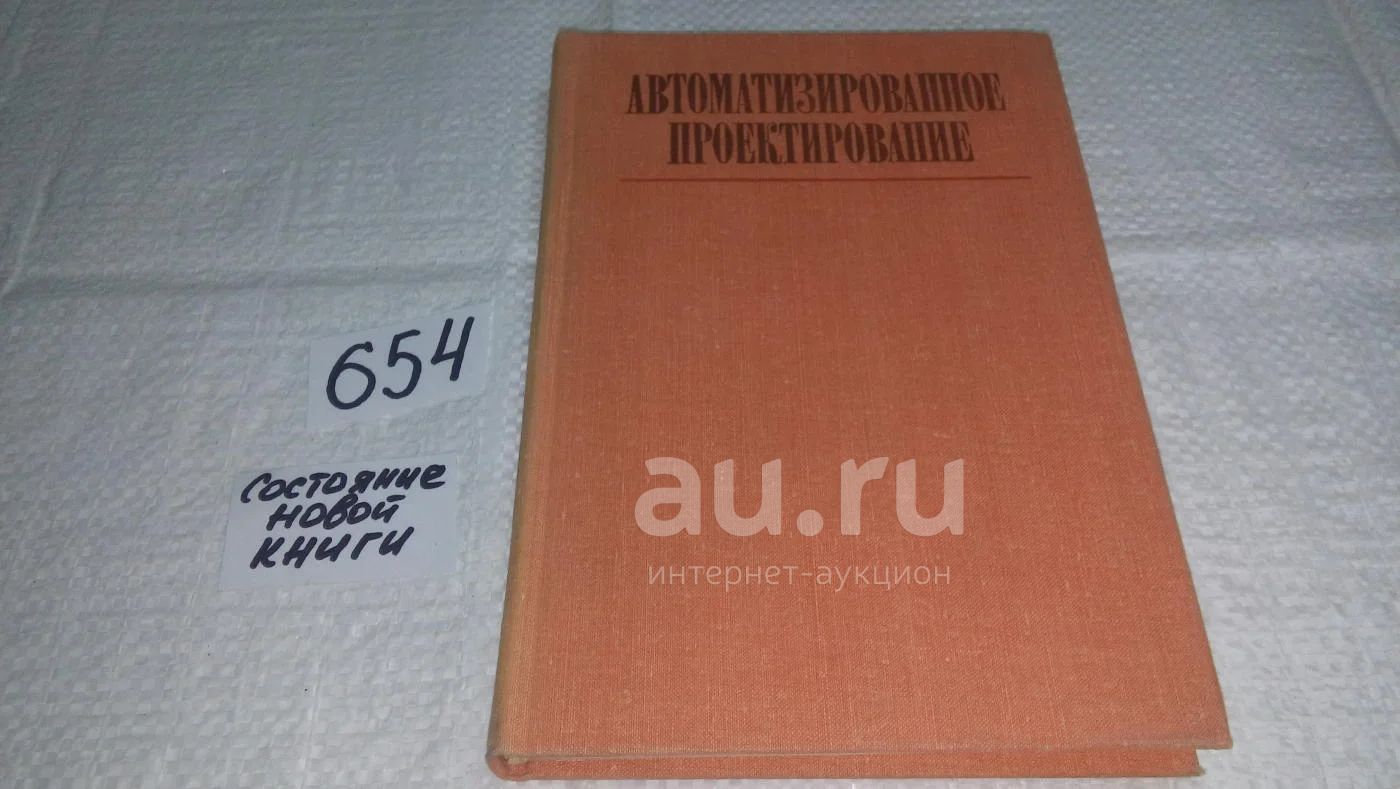 АВТОМАТИЗИРОВАННОЕ
ПРОЕКТИРОВАНИЕ
654
состояние
новой
книги
au.ru
интернет-аукцион